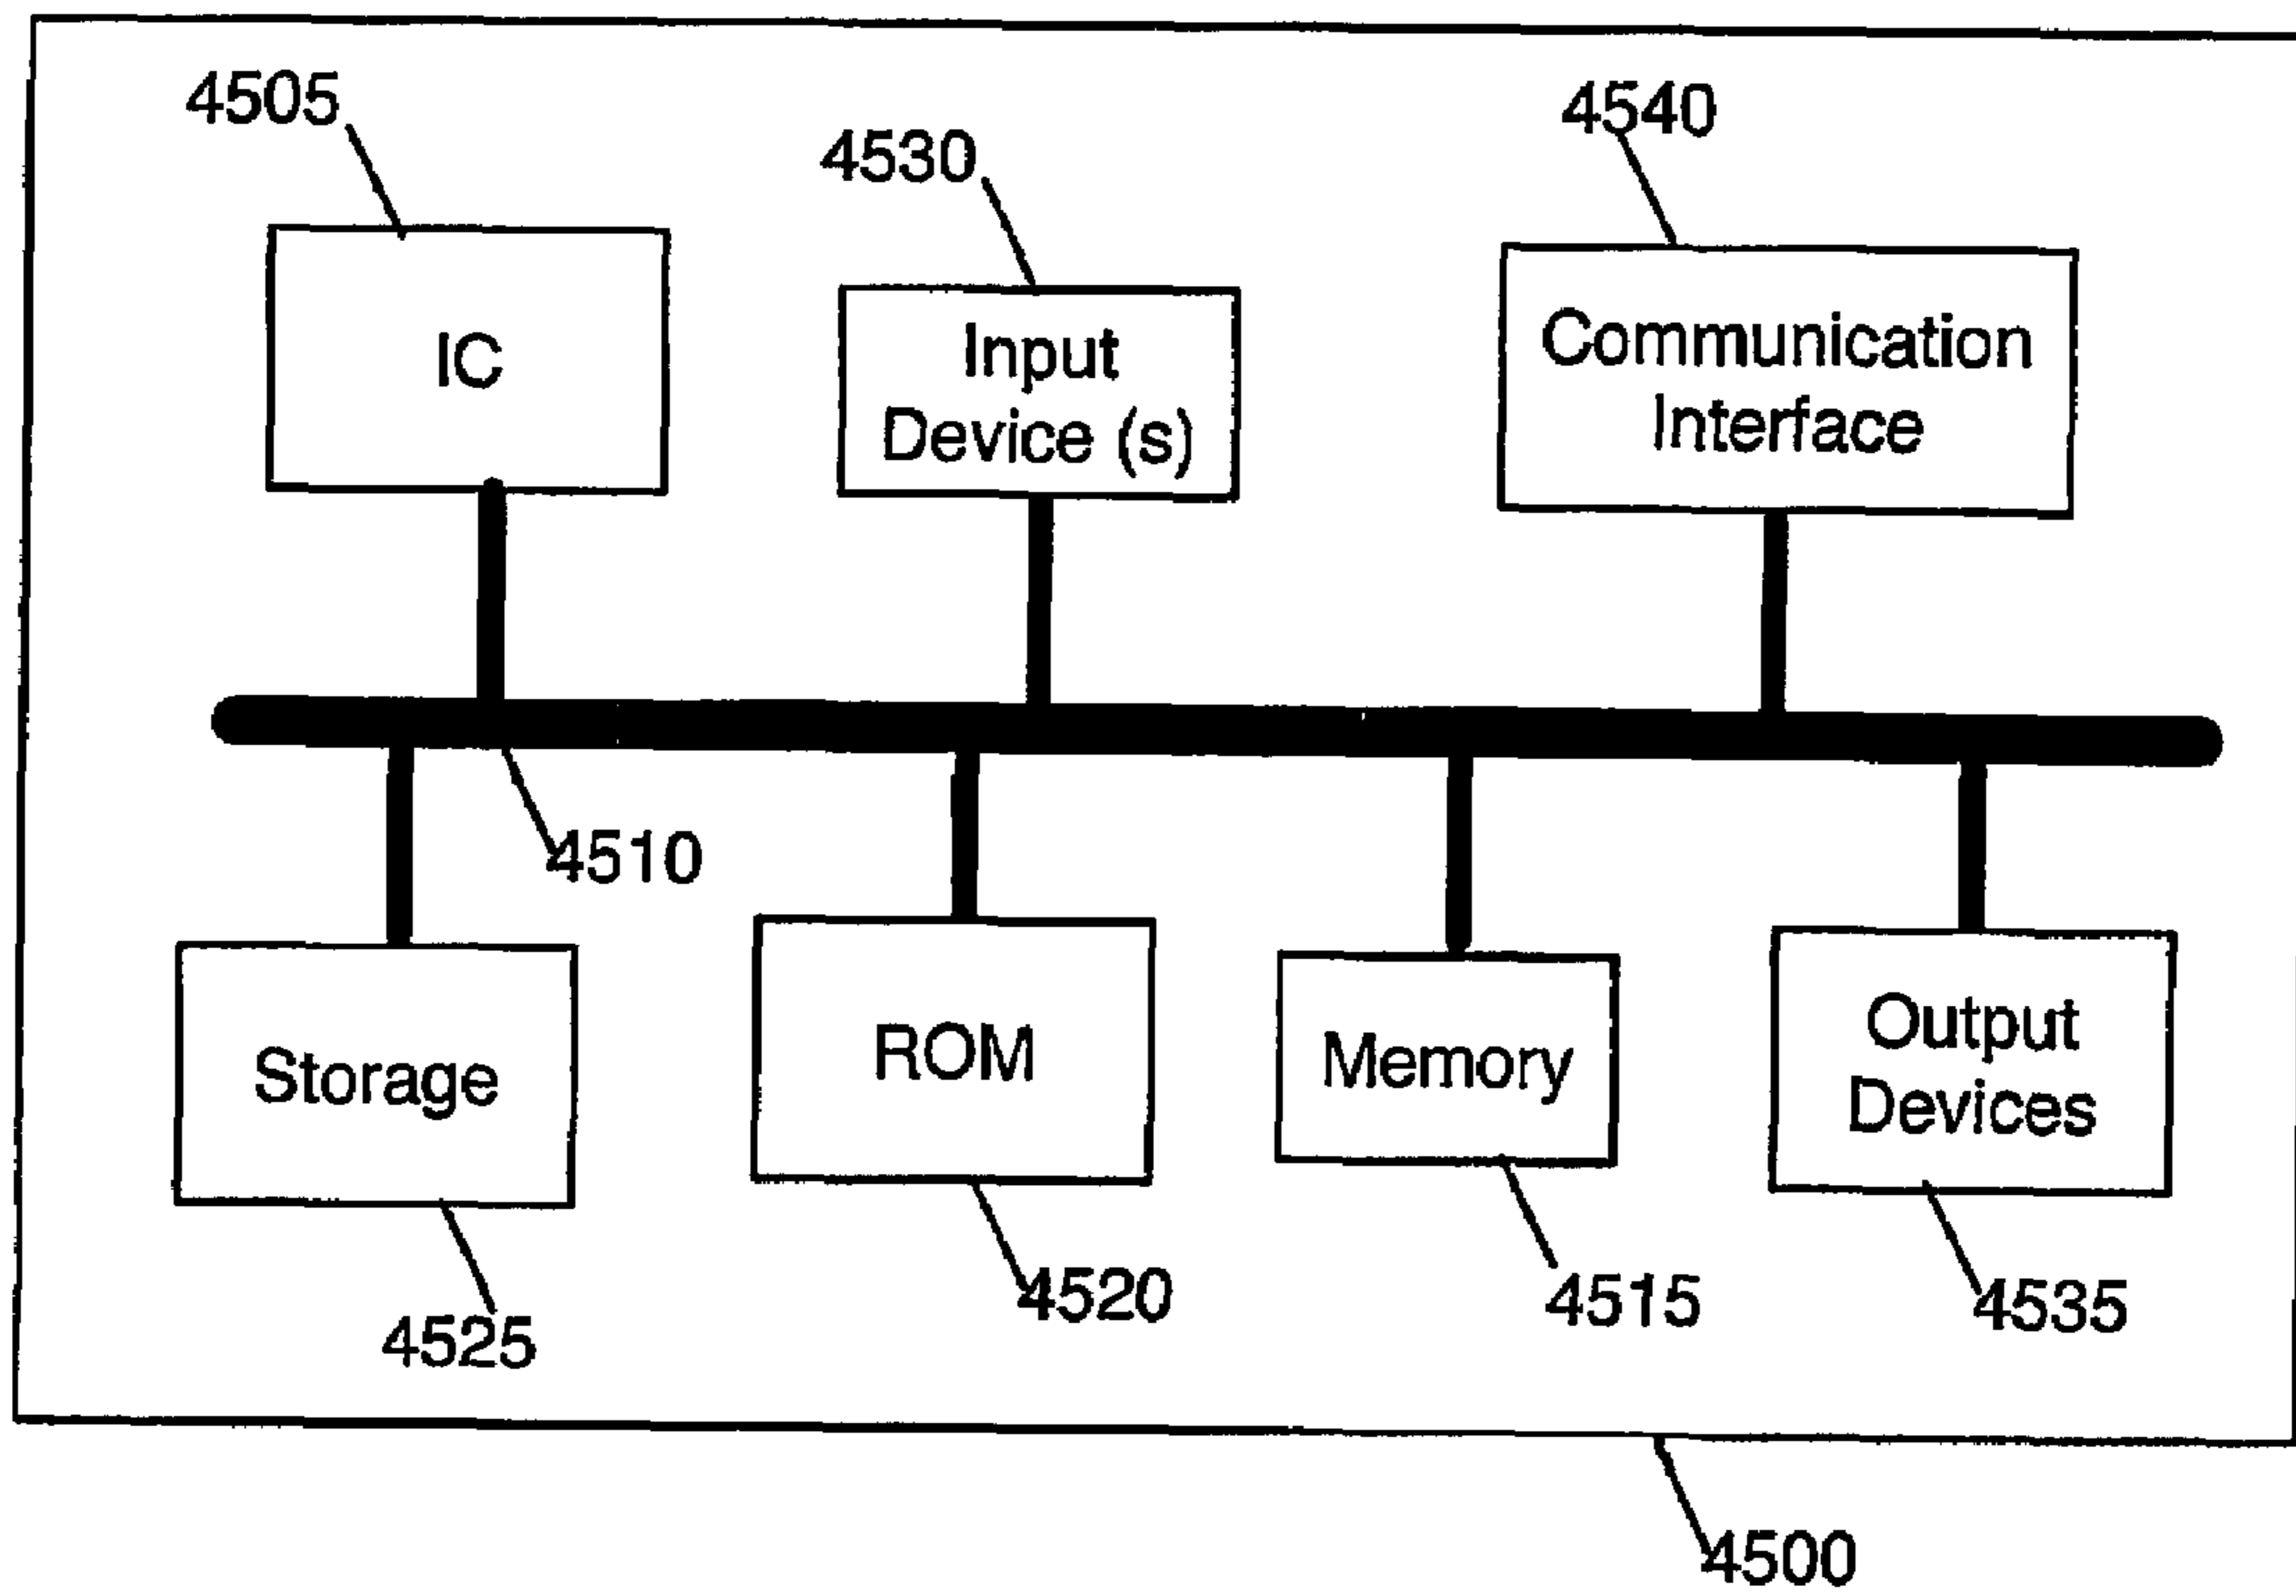 4505
4530
4540
IC
Input
Device (s)
Communication
Interface
4510
Storage
ROM
Memory
Output
Devices
4525
4520
4515
4535
4500